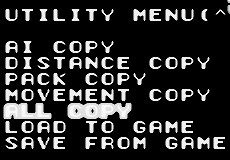 UTILITY MENU(^
AI COPY
DISTANCE COPY
PACK COPY
MOVEMENT COPY
ALL COPY
LOAD TO GAME
SAVE FROM GAME